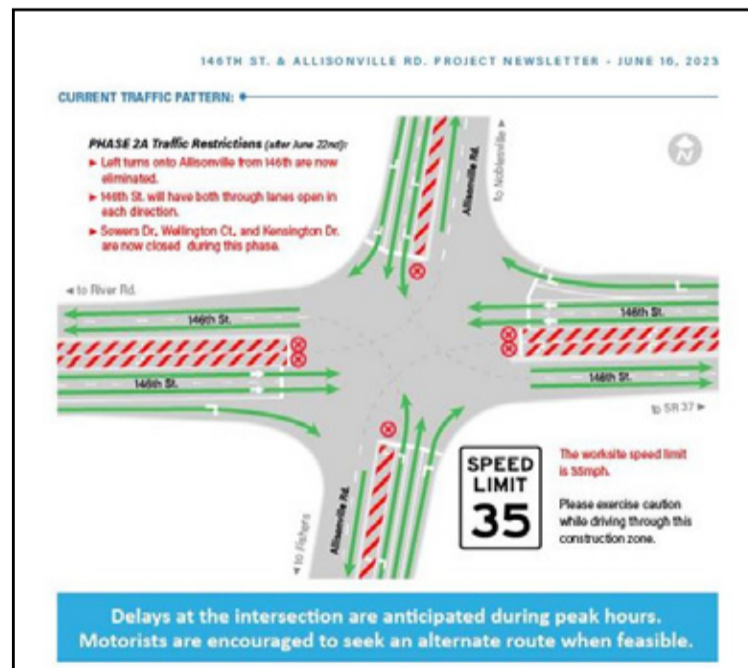 146TH ST. & ALLISONVILLE RD. PROJECT NEWSLETTER - JUNE 16, 2023
CURRENT TRAFFIC PATTERN:
PHASE 2A Traffic Restrictions (after June 22nd):
► Left turns onto Allisonville from 146th are now
eliminated.
► 146th St. will have both through lanes open in
each direction.
► Sowers Dr, Wellington Ct, and Kensington Dr.
are now closed during this phase.
Allisonville Rd.
to Noblesville ►
N
◄ to River Rd.
146th St.
146th St.
146th St.
146th St.
to SR 37 ►
Allisonville Rd.
◄ to Fishers
SPEED
LIMIT
35
The worksite speed limit
is 35mph.
Please exercise caution
while driving through this
construction zone.
Delays at the intersection are anticipated during peak hours.
Motorists are encouraged to seek an alternate route when feasible.